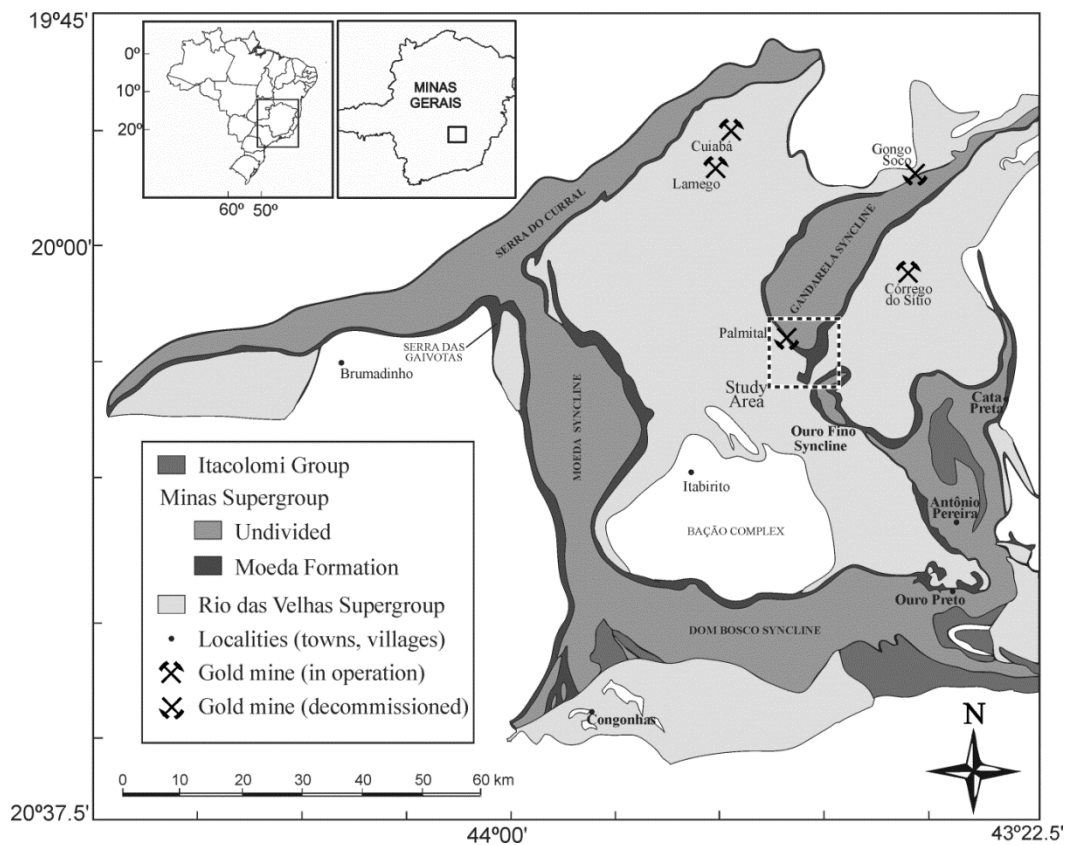 19º45'
0º
10º
20º
60º 50º
MINAS
GERAIS
Cuiabá
Lamego
Gongo
Soco
20º00'
SERRA DO CURRAL
GANDARELA SYNCLINE
Córrego
do Sítio
Palmital
SERRA DAS
GAIVOTAS
Brumadinho
Study
Area
Cata
Preta
MOEDA SYNCLINE
Ouro Fino
Syncline
Itabirito
Antônio
Pereira
BAÇÃO COMPLEX
Ouro Preto
DOM BOSCO SYNCLINE
Congonhas
Itacolomi Group
Minas Supergroup
Undivided
Moeda Formation
Rio das Velhas Supergroup
Localities (towns, villages)
Gold mine (in operation)
Gold mine (decommissioned)
N
0 10 20 30 40 50 60 km
20º37.5'
44º00'
43º22.5'